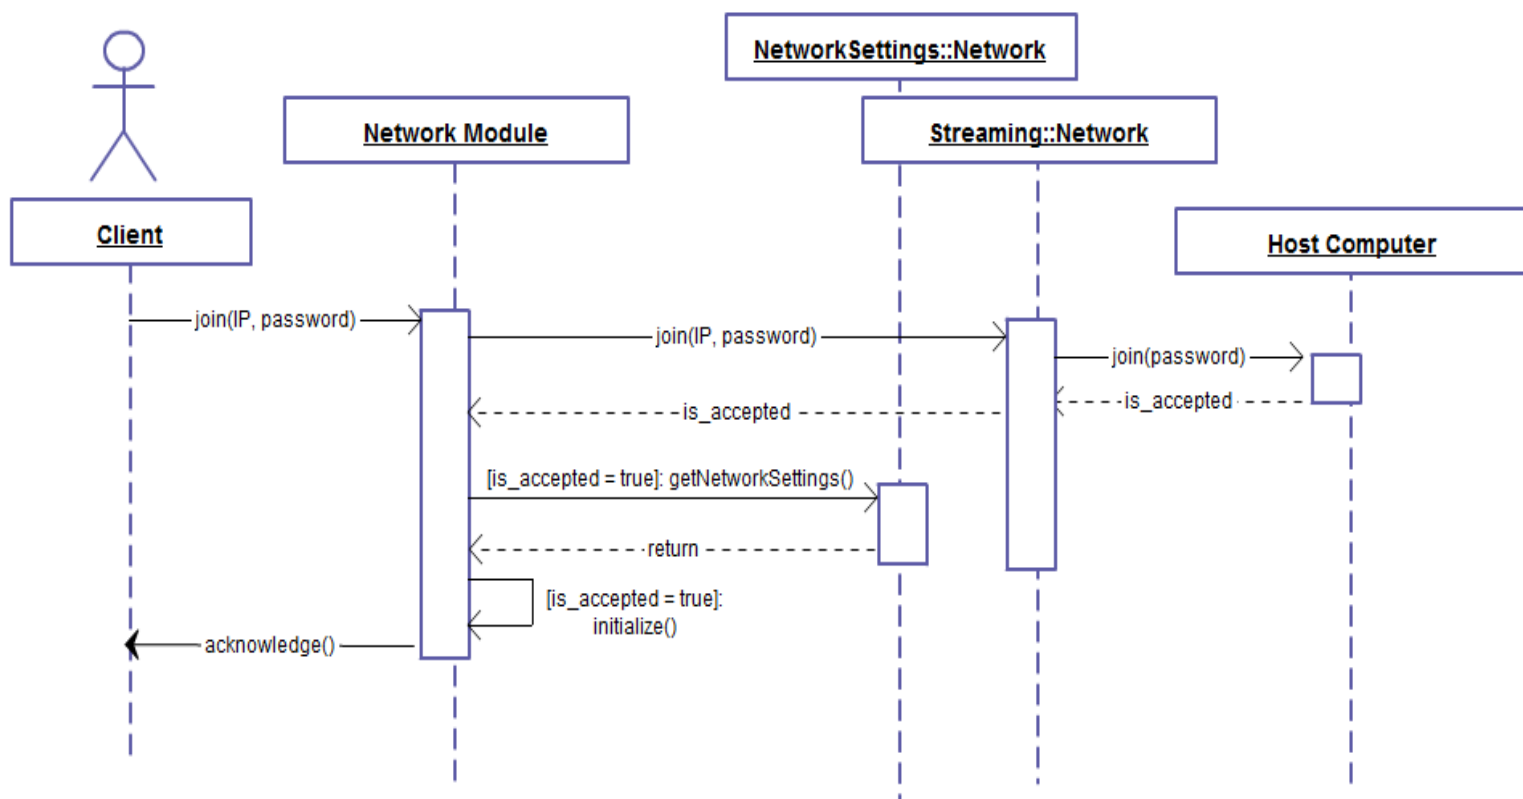 NetworkSettings::Network
Network Module
Streaming::Network
Client
Host Computer
join(IP, password)
join(IP, password)
join(password)
is_accepted
is_accepted
[is_accepted = true]: getNetworkSettings()
return
[is_accepted = true]:
initialize()
acknowledge()